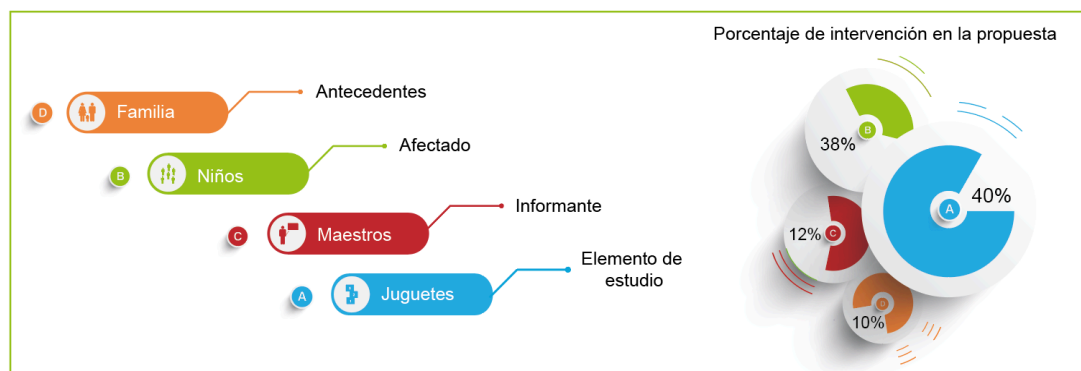 Porcentaje de intervención en la propuesta
D
Familia
Antecedentes
B
Niños
Afectado
C
Maestros
Informante
A
Juguetes
Elemento de
estudio
B
38%
A
40%
C
12%
D
10%